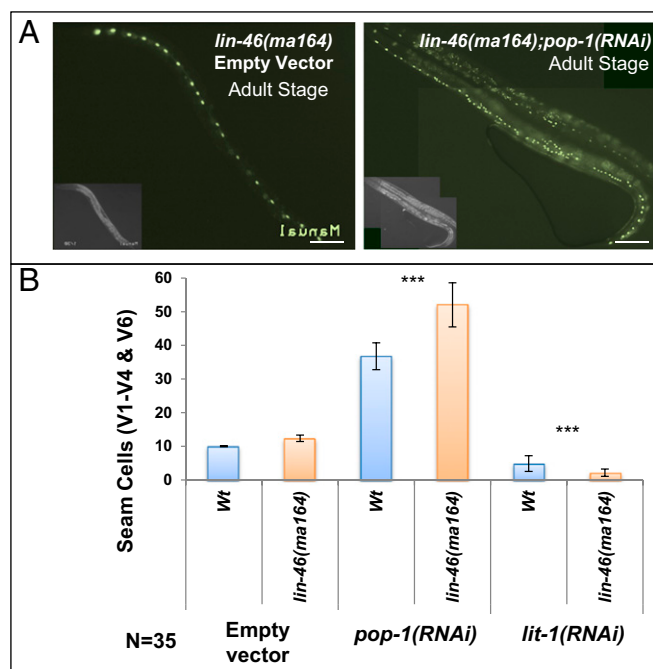 A
lin-46(ma164)
Empty Vector
Adult Stage
Manual
lin-46(ma164);pop-1(RNAi)
Adult Stage
B
Seam Cells (V1-V4 & V6)
60
50
40
30
20
10
0
***
***
Wt
lin-46(ma164)
Wt
lin-46(ma164)
Wt
lin-46(ma164)
N=35
Empty vector
pop-1(RNAi)
lit-1(RNAi)